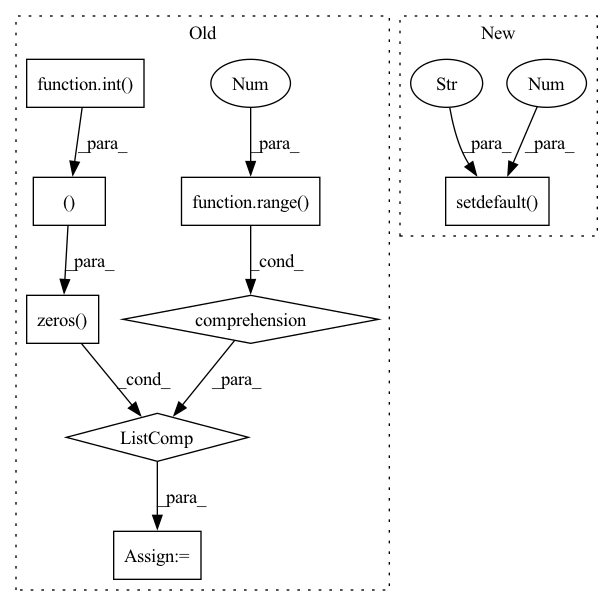 Old
New
function.int()
Num
Str
Num
_para_
_para_
_para_
_para_
()
function.range()
setdefault()
_para_
_cond_
zeros()
comprehension
_cond_
_para_
ListComp
_para_
Assign:=